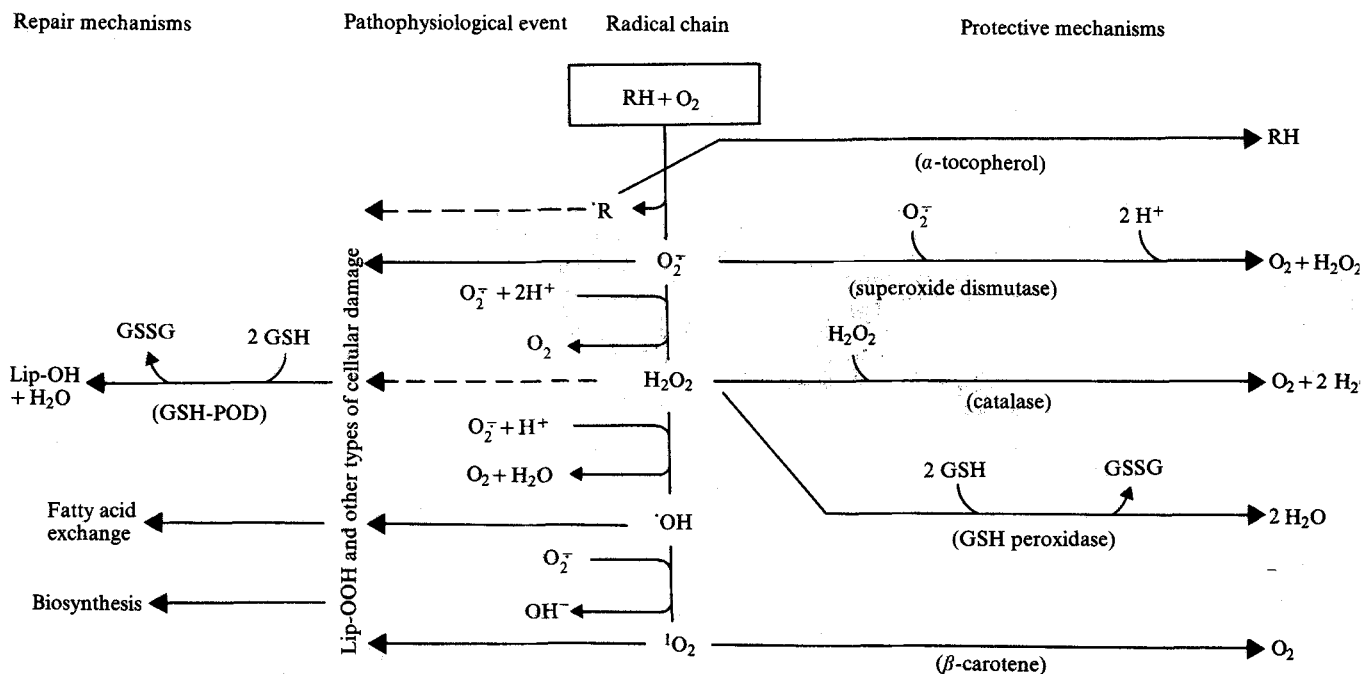 Repair mechanisms Pathophysiological event Radical chain Protective mechanisms
RH + O₂
RH
(α-tocopherol)
˙R
O₂⁻̇ 2 H⁺
O₂⁻̇ O₂ + H₂O₂
(superoxide dismutase)
O₂⁻̇ + 2H⁺
O₂
GSSG 2 GSH
H₂O₂
Lip-OH
+ H₂O
(GSH-POD)
H₂O₂
O₂ + 2 H₂
(catalase)
O₂⁻̇ + H⁺
O₂ + H₂O
2 GSH GSSG
Fatty acid
exchange
˙OH
2 H₂O
(GSH peroxidase)
O₂⁻̇
Biosynthesis
OH⁻
¹O₂
O₂
(β-carotene)
Lip-OOH and other types of cellular damage